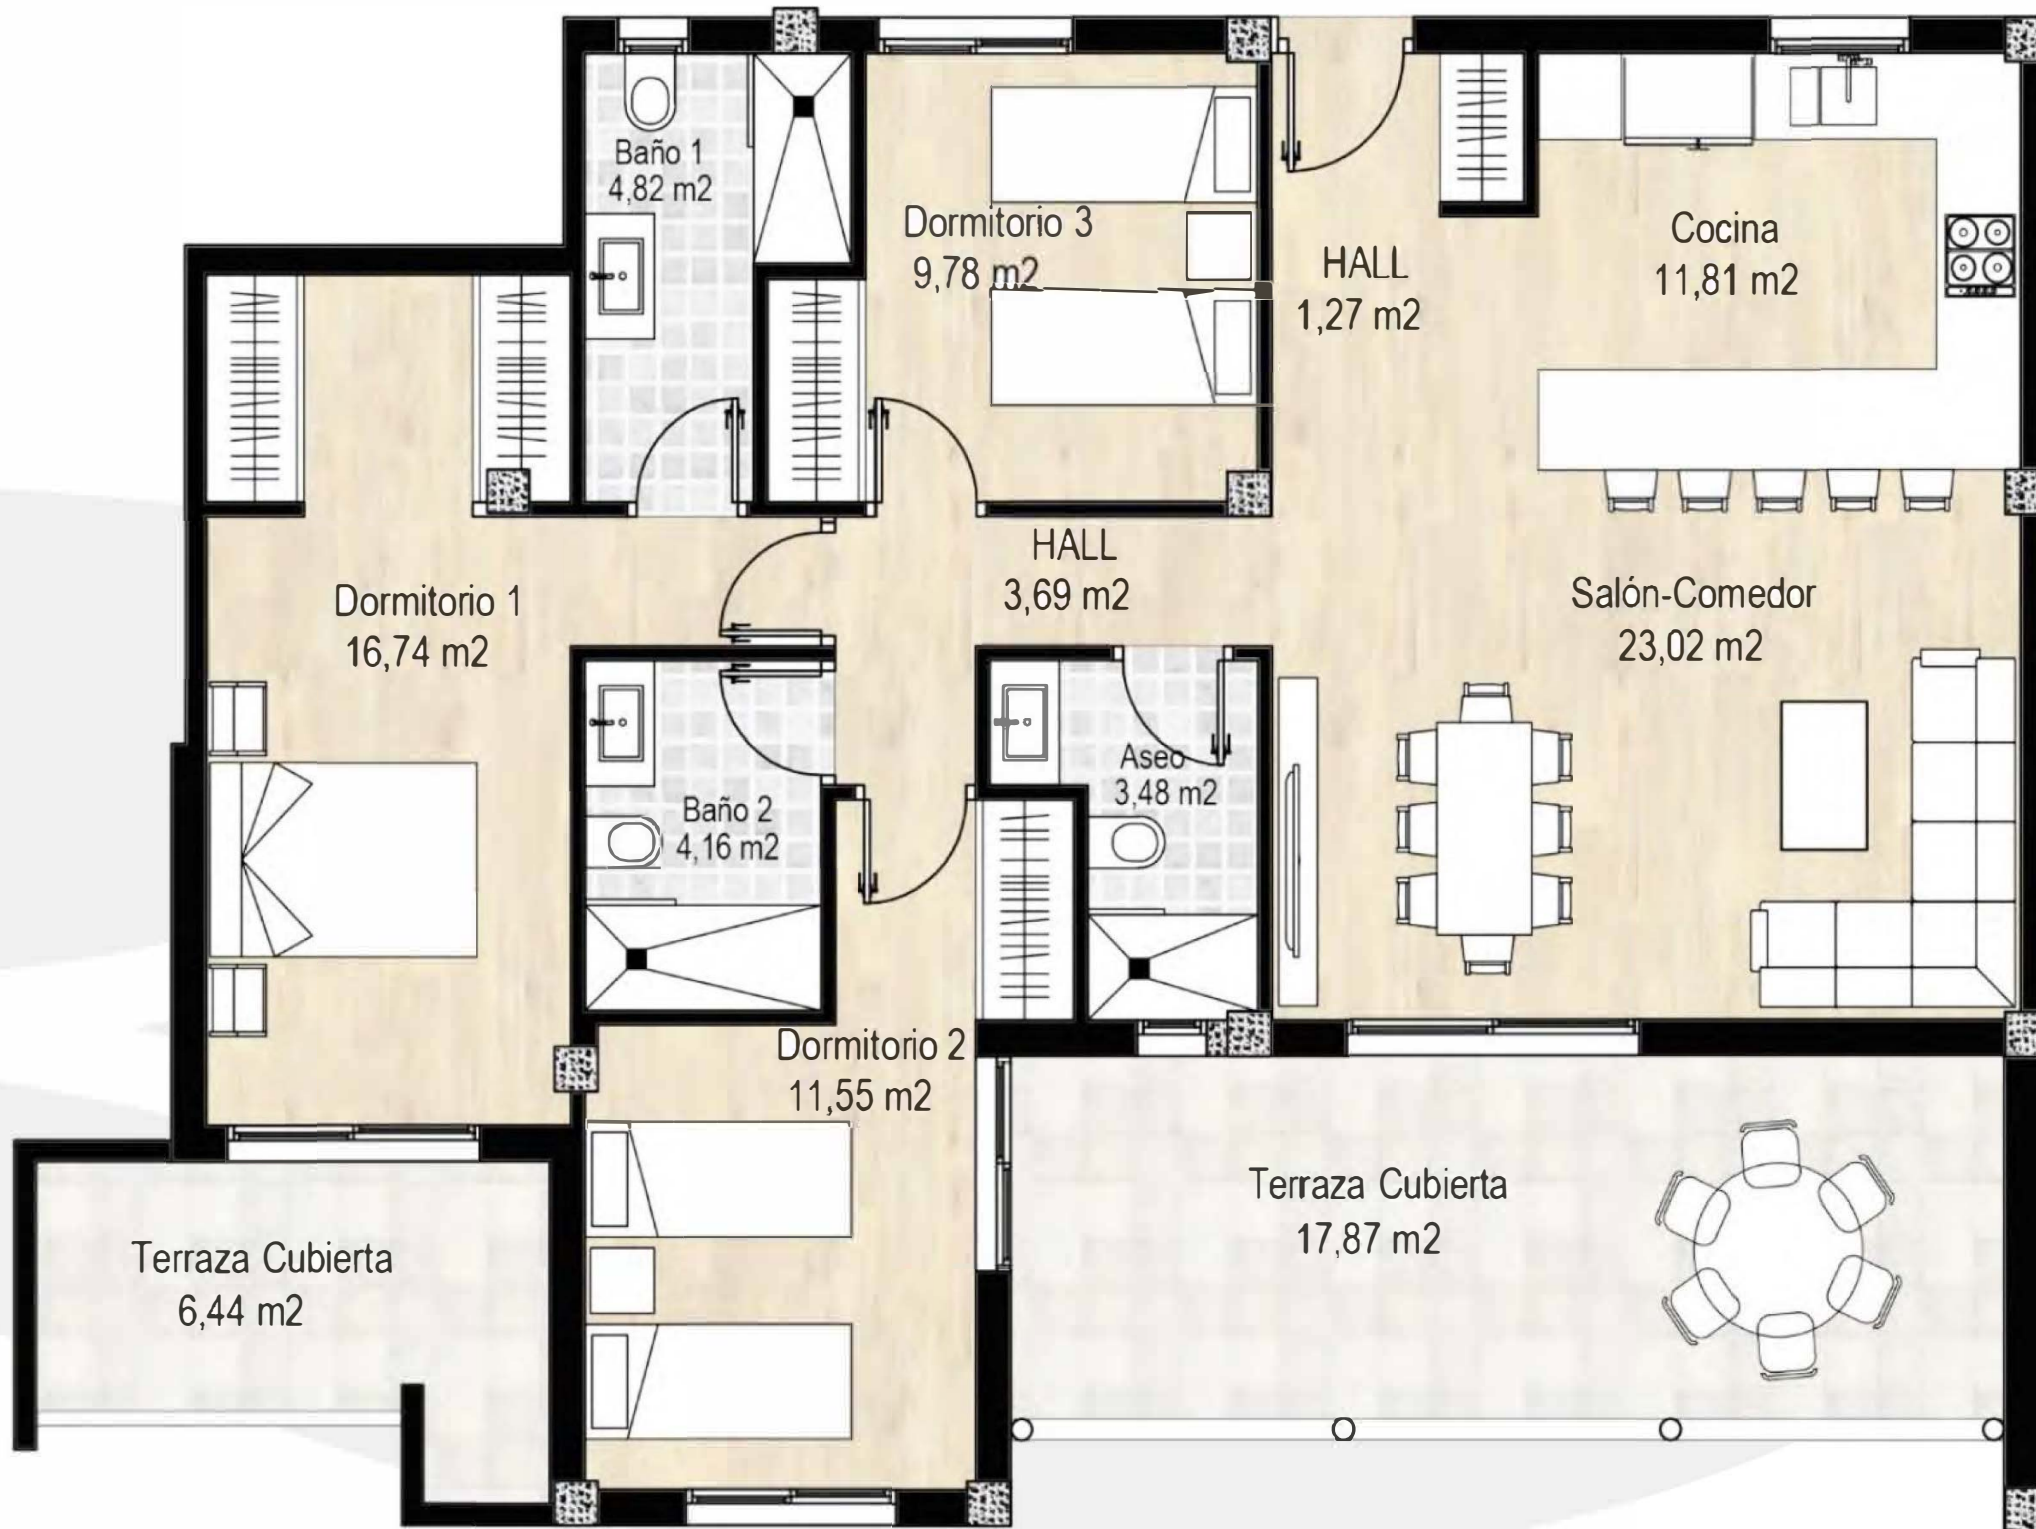 Baño 1
4,82 m2
Dormitorio 3
9,78 m2
HALL
1,27 m2
Cocina
11,81 m2
HALL
3,69 m2
Dormitorio 1
16,74 m2
Salón-Comedor
23,02 m2
Baño 2
4,16 m2
Aseo
3,48 m2
Dormitorio 2
11,55 m2
Terraza Cubierta
17,87 m2
Terraza Cubierta
6,44 m2